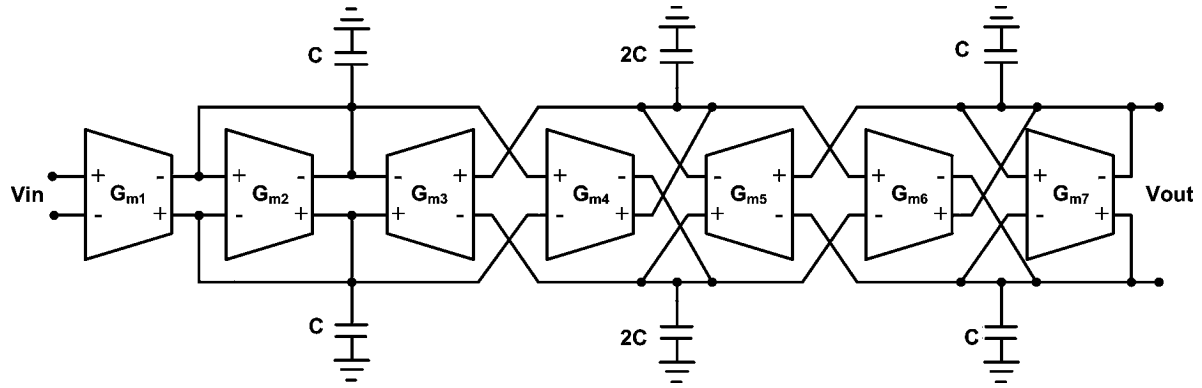 C
2C
C
+ - + - - + + - - + + - + -
Vin
Gm1
Gm2
Gm3
Gm4
Gm5
Gm6
Gm7
Vout
- + - + + - - + + - - + - +
C
2C
C